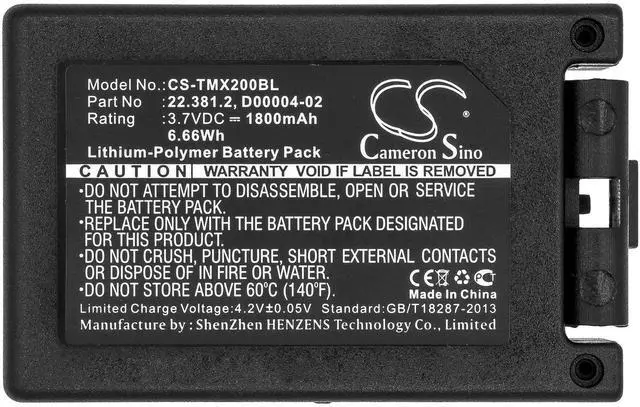 Model No.: CS-TMX200BL
Part No : 22.381.2, D00004-02
Rating : 3.7VDC ⎓ 1800mAh
6.66Wh
Lithium-Polymer Battery Pack
CS
Cameron Sino
CAUTION WARRANTY VOID IF LABEL IS REMOVED
•DO NOT ATTEMPT TO DISASSEMBLE, OPEN OR SERVICE
THE BATTERY PACK.
•REPLACE ONLY WITH THE BATTERY PACK DESIGNATED
FOR THIS PRODUCT.
•DO NOT CRUSH, PUNCTURE, SHORT EXTERNAL CONTACTS
OR DISPOSE OF IN FIRE OR WATER.
•DO NOT STORE ABOVE 60°C (140°F).
CE PCT
Made In China
Limited Charge Voltage:4.2V±0.05V Standard:GB/T18287-2013
Manufacture by : ShenZhen HENZENS Technology Co., Ltd.